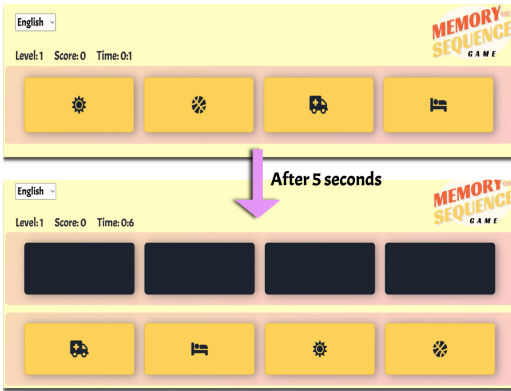 English
MEMORY
SEQUENCE
GAME
Level: 1 Score: 0 Time: 0:1
After 5 seconds
English
MEMORY
SEQUENCE
GAME
Level: 1 Score: 0 Time: 0:6